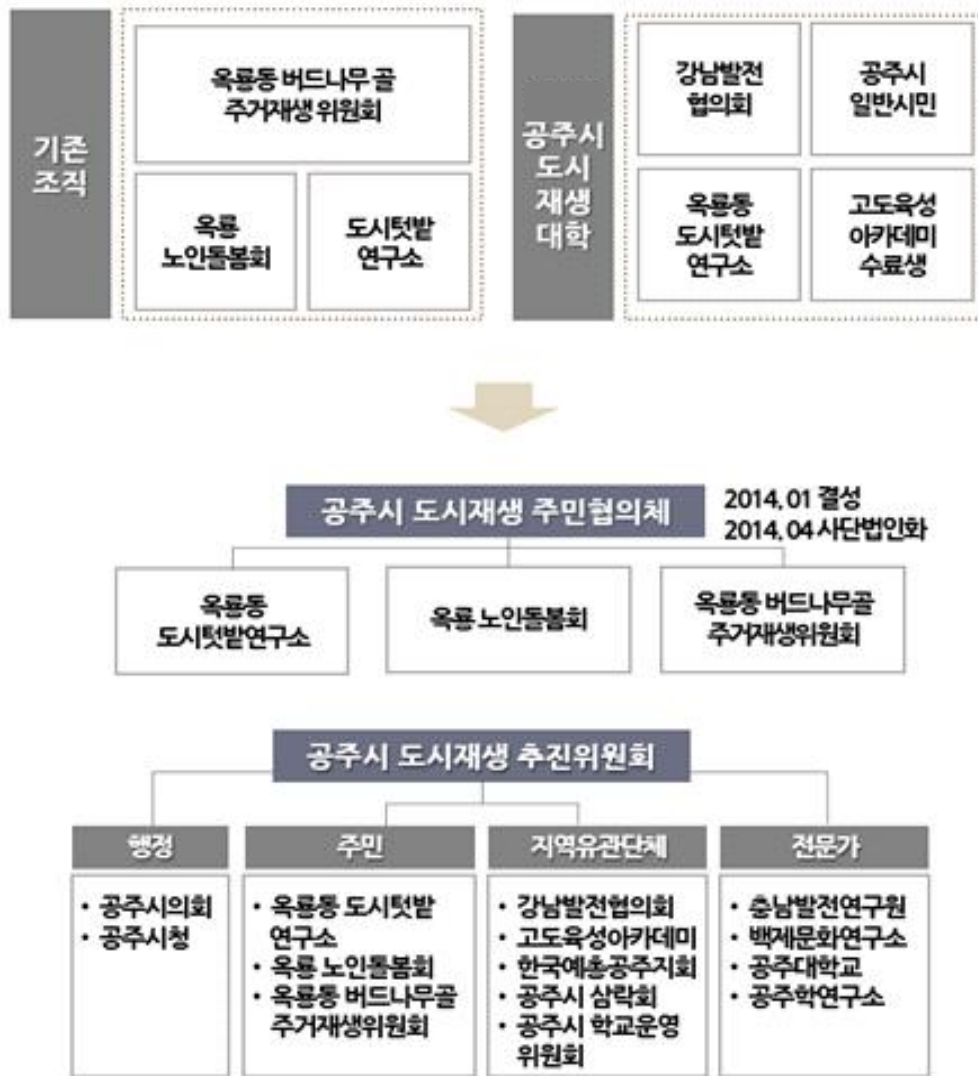 기존
조직
옥룡동 버드나무 골
주거재생 위원회
옥룡
노인돌봄회
도시텃밭
연구소
공주시
도시
재생
대학
강남발전
협의회
공주시
일반시민
옥룡동
도시텃밭
연구소
고도육성
아카데미
수료생
공주시 도시재생 주민협의체
2014. 01 결성
2014. 04 사단법인화
옥룡동
도시텃밭연구소
옥룡 노인돌봄회
옥룡동 버드나무골
주거재생위원회
공주시 도시재생 추진위원회
행정
• 공주시의회
• 공주시청
주민
• 옥룡동 도시텃밭
연구소
• 옥룡 노인돌봄회
• 옥룡동 버드나무골
주거재생위원회
지역유관단체
• 강남발전협의회
• 고도육성아카데미
• 한국예총공주지회
• 공주시 삼락회
• 공주시 학교운영
위원회
전문가
• 충남발전연구원
• 백제문화연구소
• 공주대학교
• 공주학연구소